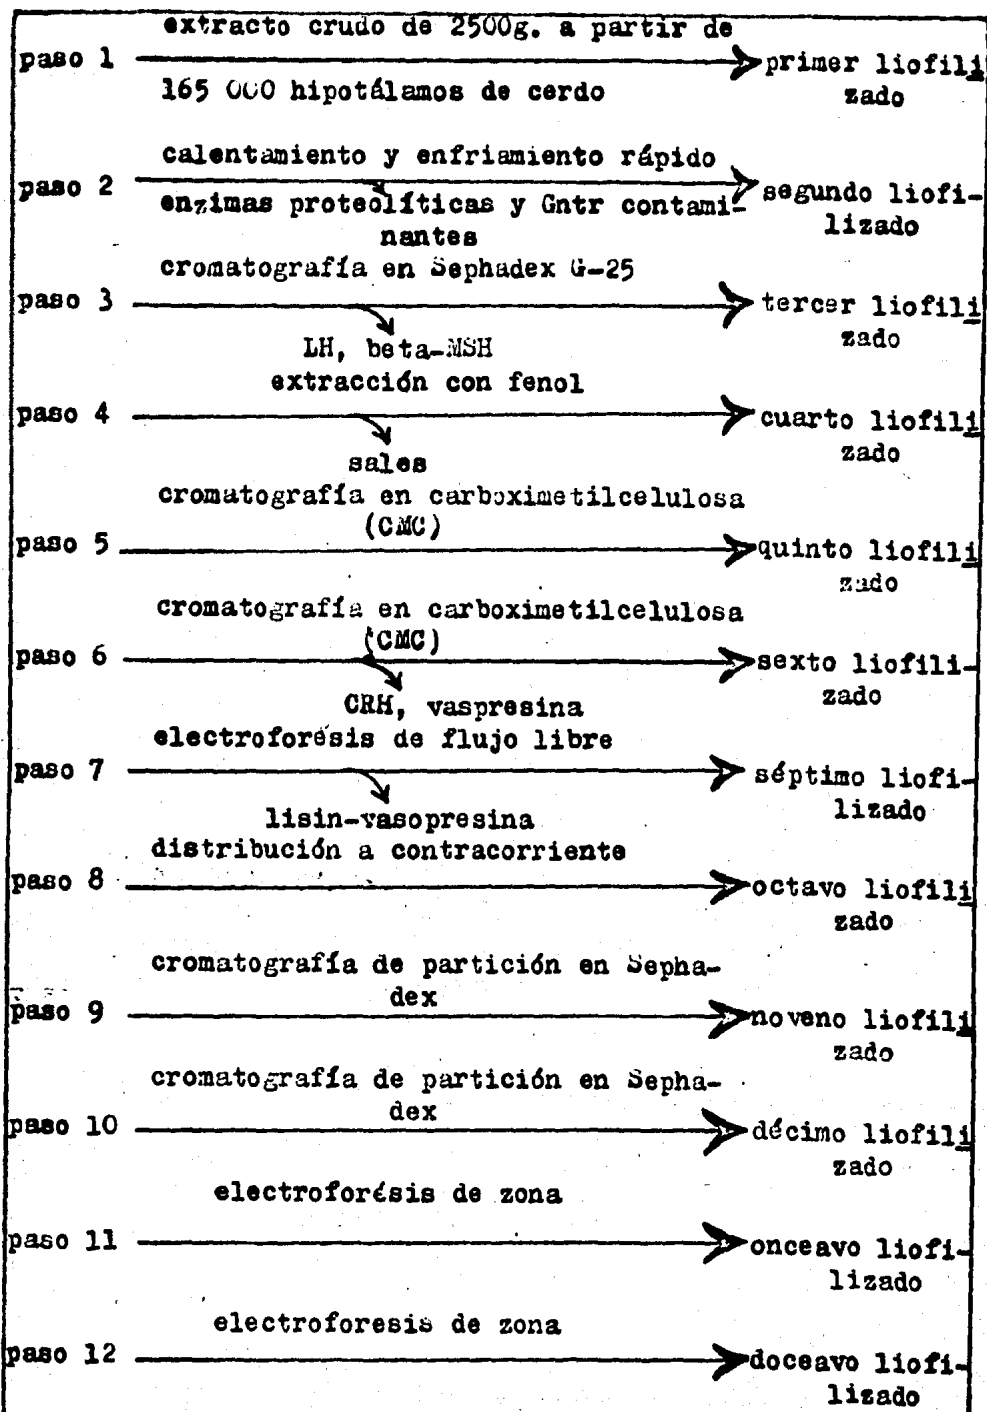 extracto crudo de 2500g. a partir de
paso 1 primer liofili
165 000 hipotálamos de cerdo zado
calentamiento y enfriamiento rápido
paso 2 segundo liofi-
enzimas proteolíticas y Gntr contami- lizado
nantes
cromatografía en Sephadex G-25
paso 3 tercer liofili
zado
LH, beta-MSH
extracción con fenol
paso 4 cuarto liofili
zado
sales
cromatografía en carboximetilcelulosa
(CMC)
paso 5 quinto liofili
zado
cromatografía en carboximetilcelulosa
(CMC)
paso 6 sexto liofili-
zado
CRH, vaspresina
electroforésis de flujo libre
paso 7 séptimo liofi-
lizado
lisin-vasopresina
distribución a contracorriente
paso 8 octavo liofili
zado
cromatografía de partición en Sepha-
dex
paso 9 noveno liofili
zado
cromatografía de partición en Sepha-
dex
paso 10 décimo liofili
zado
electroforésis de zona
paso 11 onceavo liofi-
lizado
electroforesis de zona
paso 12 doceavo liofi-
lizado